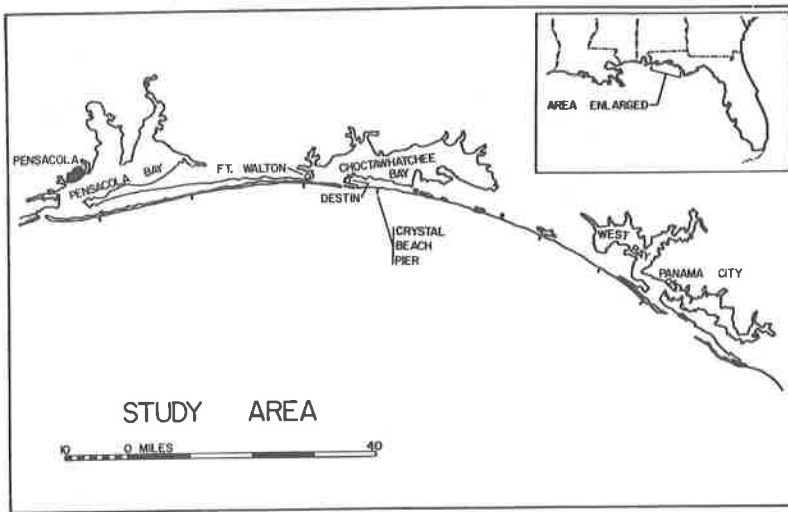 AREA ENLARGED
PENSACOLA
PENSACOLA BAY
FT. WALTON
CHOCTAWHATCHEE
BAY
DESTIN
CRYSTAL
BEACH
PIER
WEST
BAY
PANAMA CITY
STUDY AREA
10 0 MILES 40